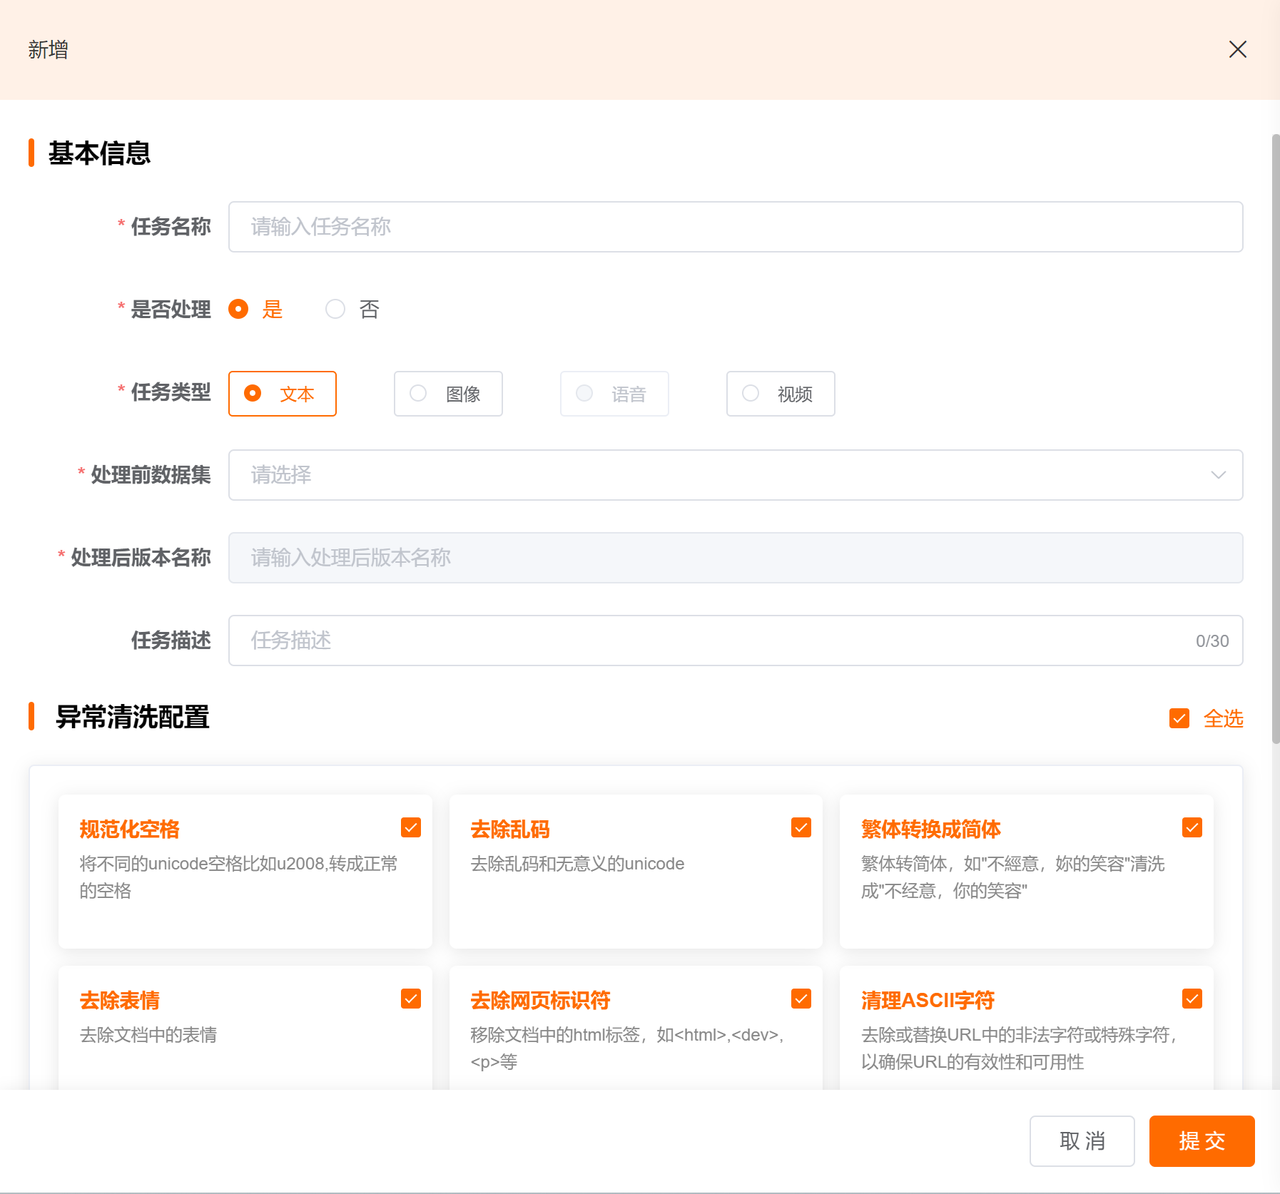 新增
基本信息
* 任务名称 请输入任务名称
* 是否处理 是 否
* 任务类型 文本 图像 语音 视频
* 处理前数据集 请选择
* 处理后版本名称 请输入处理后版本名称
任务描述 任务描述 0/30
异常清洗配置 全选
规范化空格
将不同的unicode空格比如u2008,转成正常
的空格
去除乱码
去除乱码和无意义的unicode
繁体转换成简体
繁体转简体，如"不經意，妳的笑容"清洗
成"不经意，你的笑容"
去除表情
去除文档中的表情
去除网页标识符
移除文档中的html标签，如<html>,<dev>,
<p>等
清理ASCII字符
去除或替换URL中的非法字符或特殊字符，
以确保URL的有效性和可用性
取消 提交